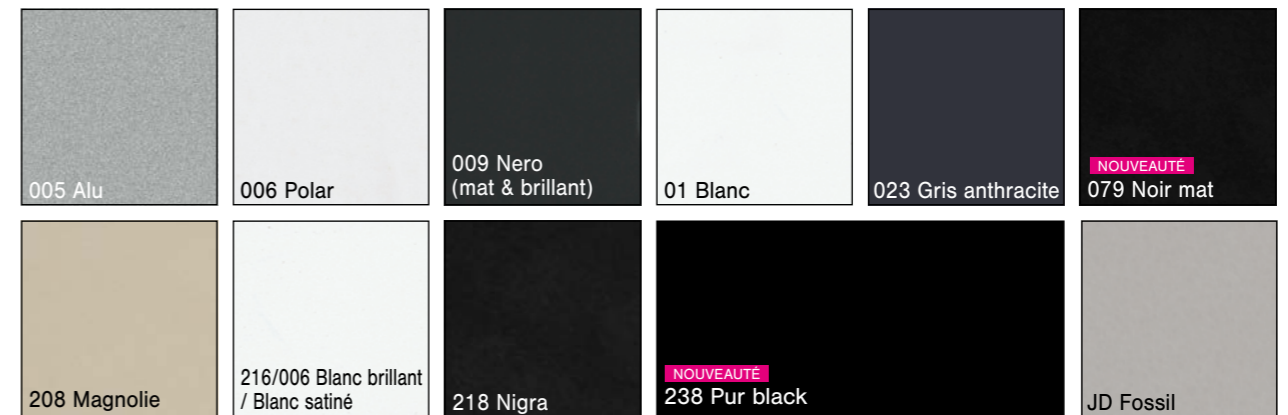 005 Alu
006 Polar
009 Nero
(mat & brillant)
01 Blanc
023 Gris anthracite
NOUVEAUTÉ
079 Noir mat
208 Magnolie
216/006 Blanc brillant
/ Blanc satiné
218 Nigra
NOUVEAUTÉ
238 Pur black
JD Fossil